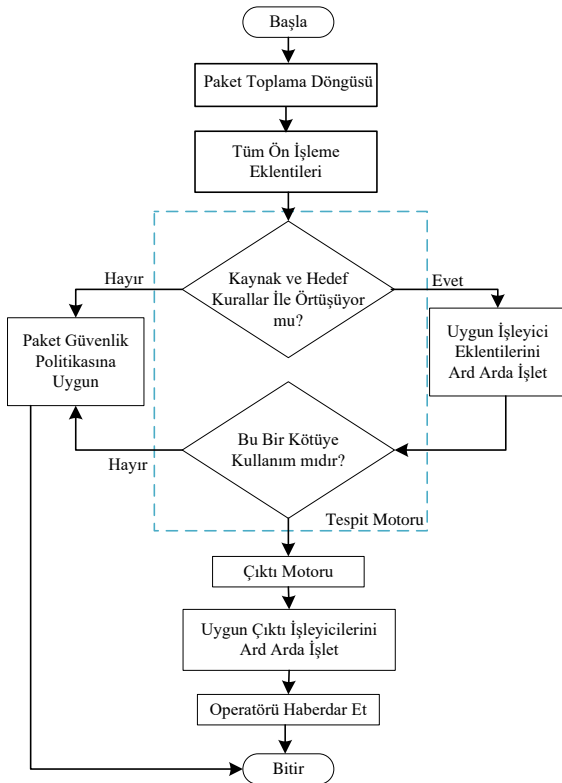 Başla
Paket Toplama Döngüsü
Tüm Ön İşleme
Eklentileri
Kaynak ve Hedef
Kurallar İle Örtüşüyor
mu?
Hayır
Evet
Paket Güvenlik
Politikasına
Uygun
Uygun İşleyici
Eklentilerini
Ard Arda İşlet
Bu Bir Kötüye
Kullanım mıdır?
Hayır
Tespit Motoru
Çıktı Motoru
Uygun Çıktı İşleyicilerini
Ard Arda İşlet
Operatörü Haberdar Et
Bitir